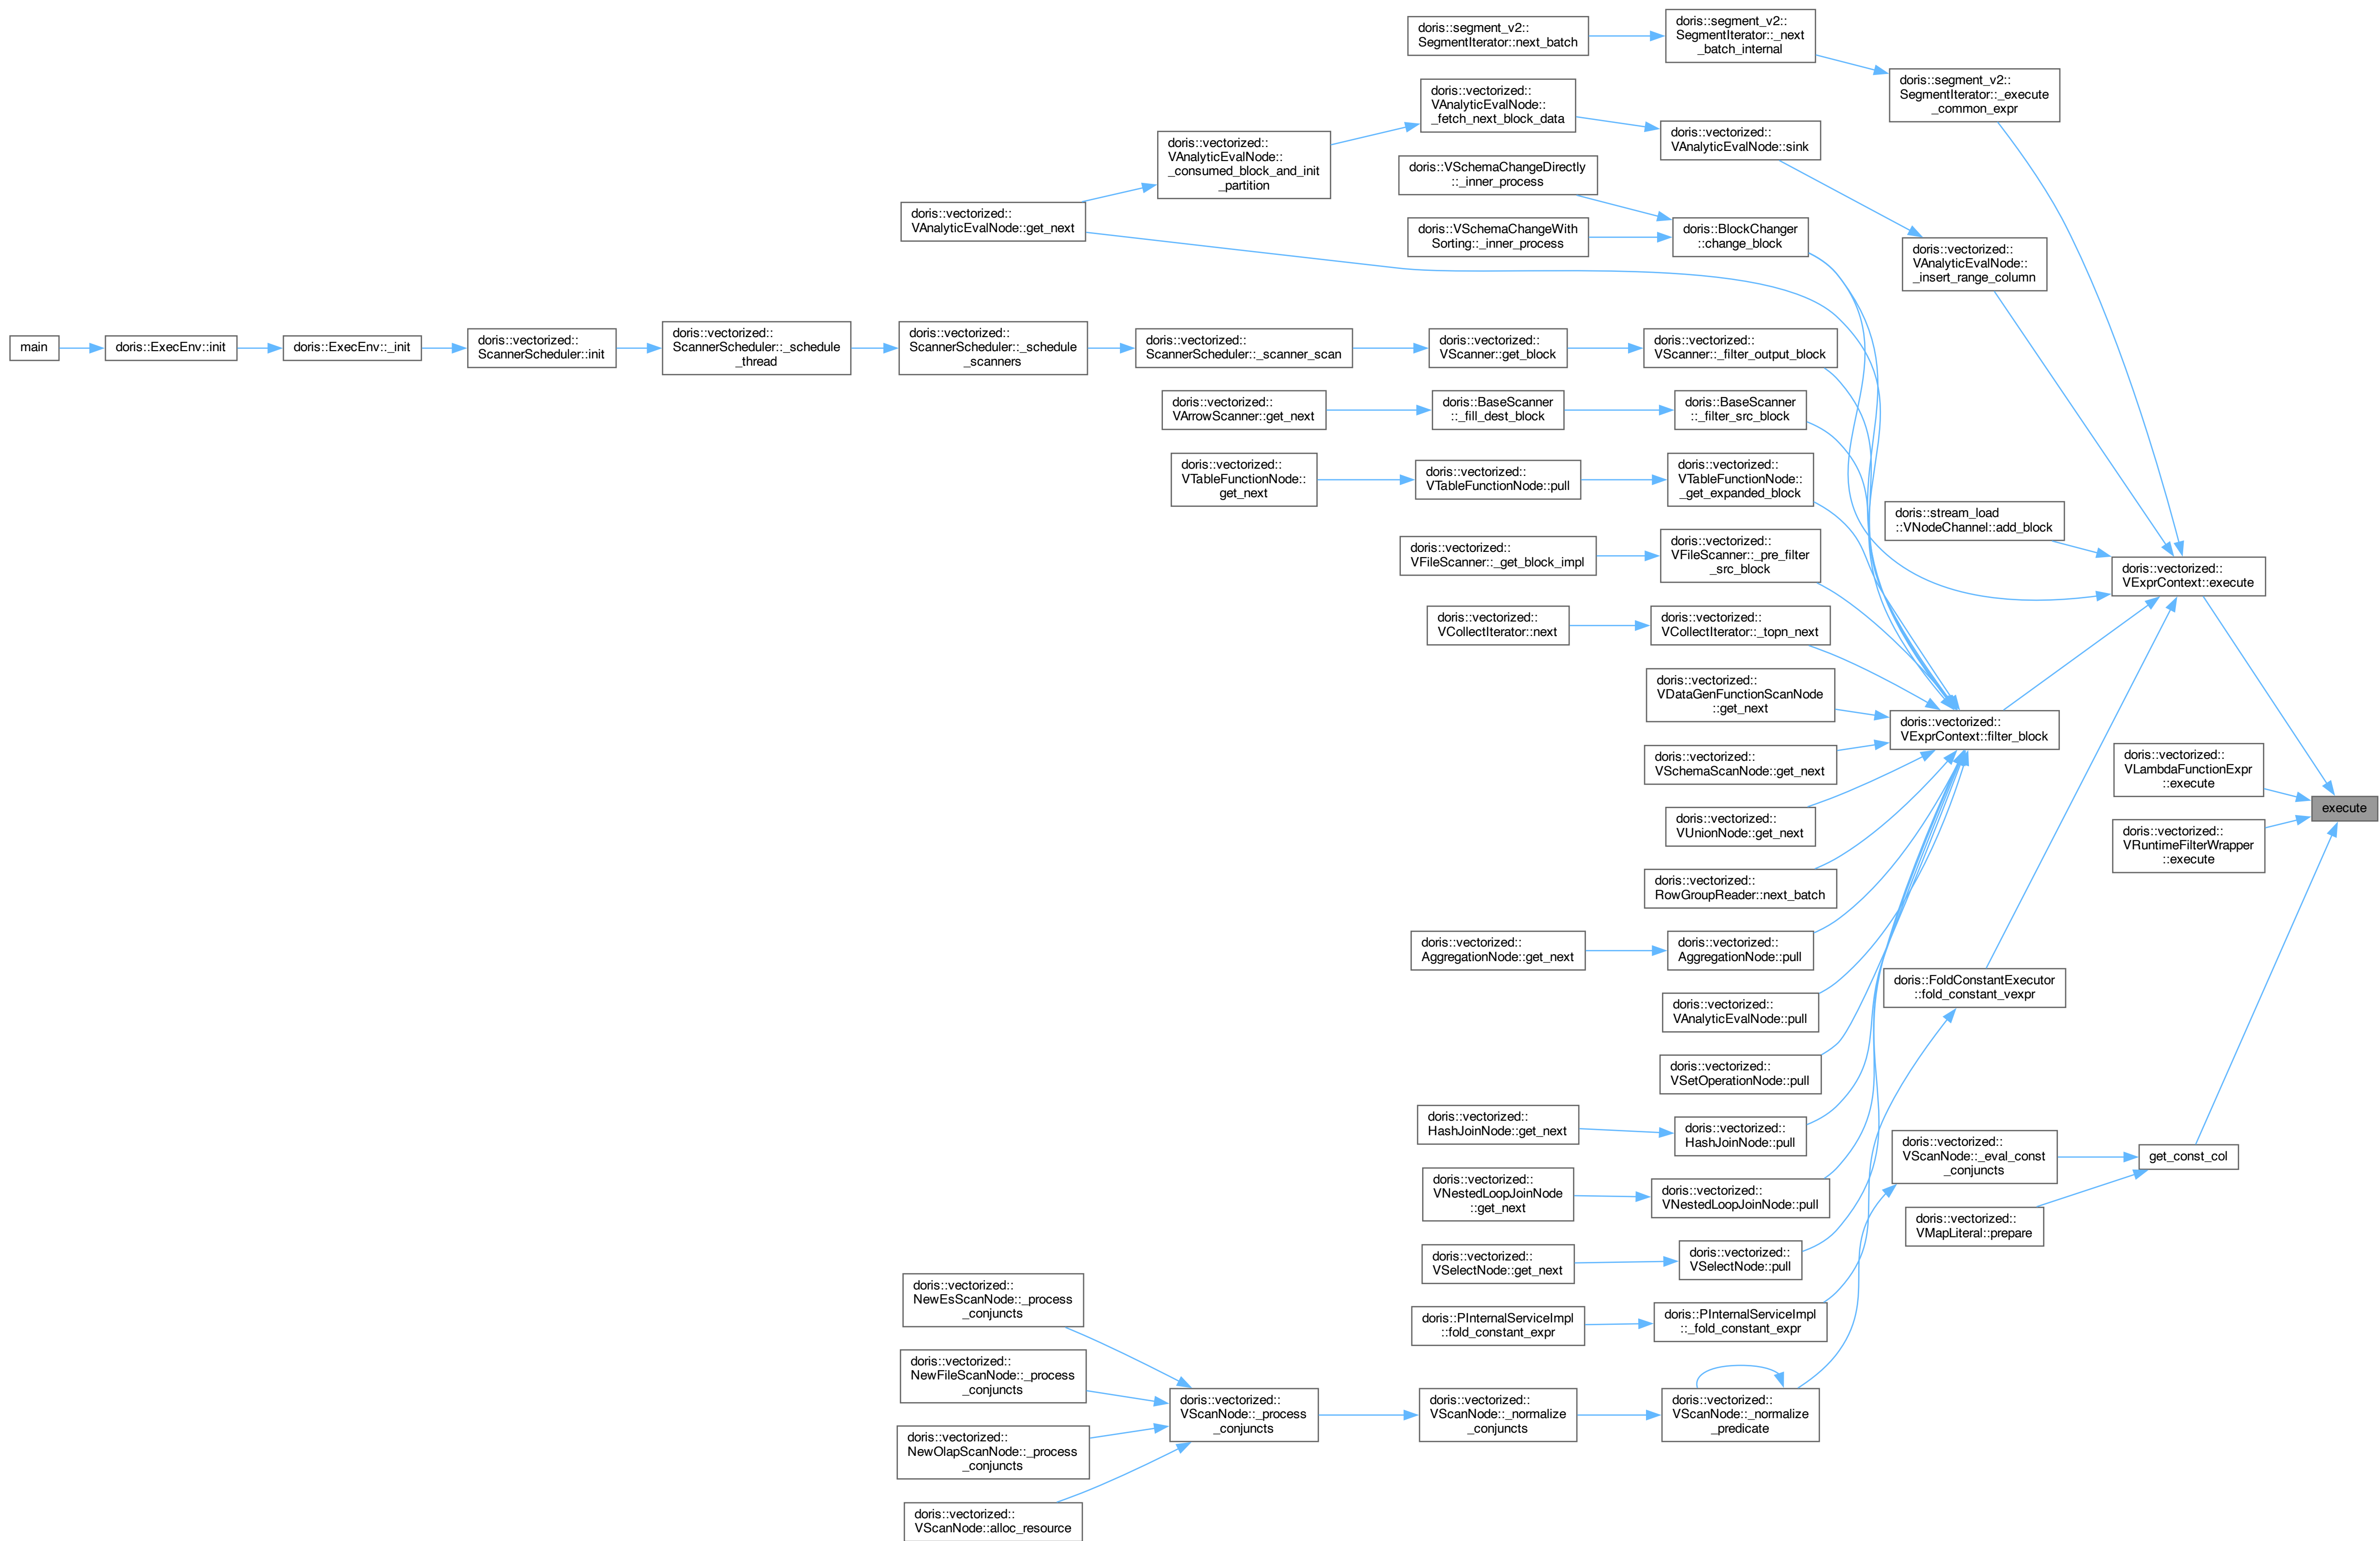 doris::segment_v2::
SegmentIterator::next_batch
doris::segment_v2::
SegmentIterator::_next
_batch_internal
doris::segment_v2::
SegmentIterator::_execute
_common_expr
doris::vectorized::
VAnalyticEvalNode::
_fetch_next_block_data
doris::vectorized::
VAnalyticEvalNode::sink
doris::vectorized::
VAnalyticEvalNode::
_consumed_block_and_init
_partition
doris::VSchemaChangeDirectly
::_inner_process
doris::vectorized::
VAnalyticEvalNode::get_next
doris::VSchemaChangeWith
Sorting::_inner_process
doris::BlockChanger
::change_block
doris::vectorized::
VAnalyticEvalNode::
_insert_range_column
main
doris::ExecEnv::init
doris::ExecEnv::_init
doris::vectorized::
ScannerScheduler::init
doris::vectorized::
ScannerScheduler::_schedule
_thread
doris::vectorized::
ScannerScheduler::_schedule
_scanners
doris::vectorized::
ScannerScheduler::_scanner_scan
doris::vectorized::
VScanner::get_block
doris::vectorized::
VScanner::_filter_output_block
doris::vectorized::
VArrowScanner::get_next
doris::BaseScanner
::_fill_dest_block
doris::BaseScanner
::_filter_src_block
doris::vectorized::
VTableFunctionNode::
get_next
doris::vectorized::
VTableFunctionNode::pull
doris::vectorized::
VTableFunctionNode::
_get_expanded_block
doris::stream_load
::VNodeChannel::add_block
doris::vectorized::
VFileScanner::_get_block_impl
doris::vectorized::
VFileScanner::_pre_filter
_src_block
doris::vectorized::
VExprContext::execute
doris::vectorized::
VCollectIterator::next
doris::vectorized::
VCollectIterator::_topn_next
doris::vectorized::
VDataGenFunctionScanNode
::get_next
doris::vectorized::
VExprContext::filter_block
doris::vectorized::
VSchemaScanNode::get_next
doris::vectorized::
VLambdaFunctionExpr
::execute
execute
doris::vectorized::
VUnionNode::get_next
doris::vectorized::
VRuntimeFilterWrapper
::execute
doris::vectorized::
RowGroupReader::next_batch
doris::vectorized::
AggregationNode::get_next
doris::vectorized::
AggregationNode::pull
doris::FoldConstantExecutor
::fold_constant_vexpr
doris::vectorized::
VAnalyticEvalNode::pull
doris::vectorized::
VSetOperationNode::pull
doris::vectorized::
HashJoinNode::get_next
doris::vectorized::
HashJoinNode::pull
doris::vectorized::
VScanNode::_eval_const
_conjuncts
get_const_col
doris::vectorized::
VNestedLoopJoinNode
::get_next
doris::vectorized::
VNestedLoopJoinNode::pull
doris::vectorized::
VMapLiteral::prepare
doris::vectorized::
VSelectNode::get_next
doris::vectorized::
VSelectNode::pull
doris::vectorized::
NewEsScanNode::_process
_conjuncts
doris::PInternalServiceImpl
::fold_constant_expr
doris::PInternalServiceImpl
::_fold_constant_expr
doris::vectorized::
NewFileScanNode::_process
_conjuncts
doris::vectorized::
VScanNode::_process
_conjuncts
doris::vectorized::
VScanNode::_normalize
_conjuncts
doris::vectorized::
VScanNode::_normalize
_predicate
doris::vectorized::
NewOlapScanNode::_process
_conjuncts
doris::vectorized::
VScanNode::alloc_resource